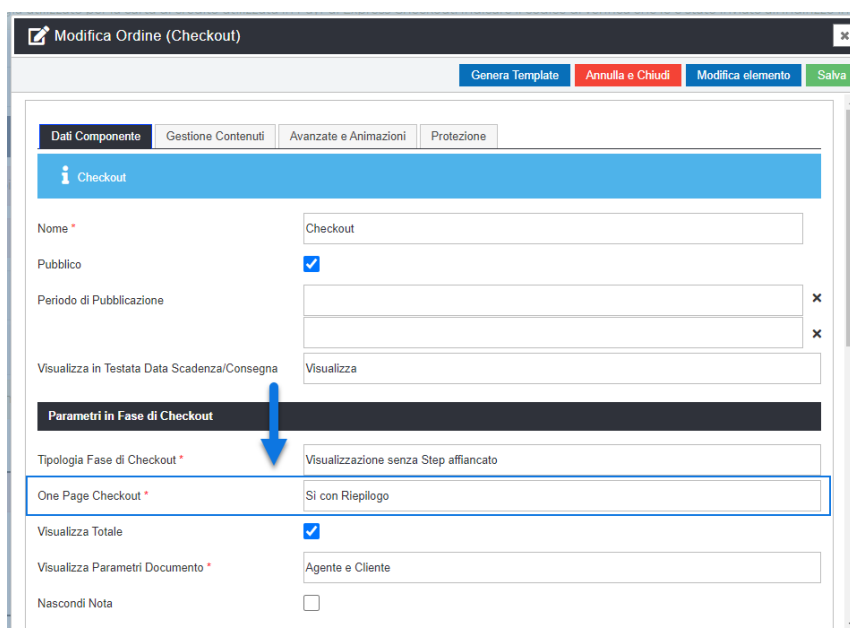 Modifica Ordine (Checkout)
Genera Template Annulla e Chiudi Modifica elemento Salva
Dati Componente Gestione Contenuti Avanzate e Animazioni Protezione
Checkout
Nome * Checkout
Pubblico
Periodo di Pubblicazione
Visualizza in Testata Data Scadenza/Consegna Visualizza
Parametri in Fase di Checkout
Tipologia Fase di Checkout * Visualizzazione senza Step affiancato
One Page Checkout * Si con Riepilogo
Visualizza Totale
Visualizza Parametri Documento * Agente e Cliente
Nascondi Nota